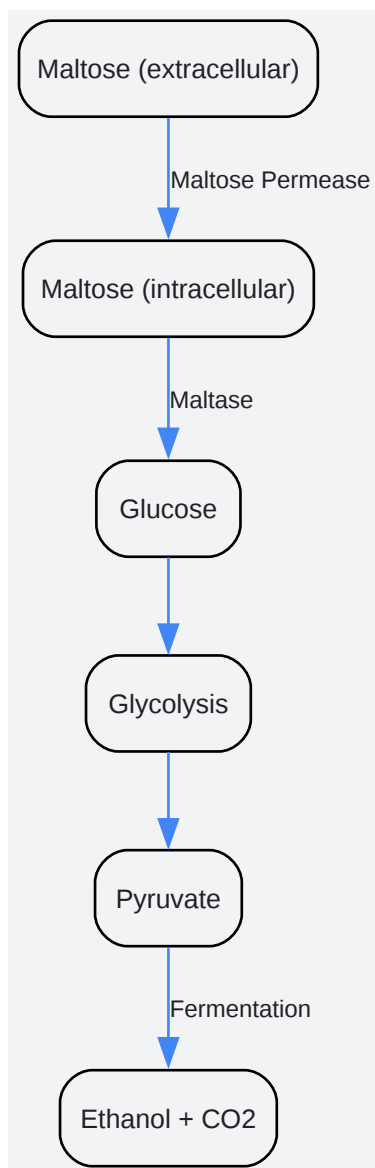 Maltose (extracellular)
Maltose Permease
Maltose (intracellular)
Maltase
Glucose
Glycolysis
Pyruvate
Fermentation
Ethanol + CO2